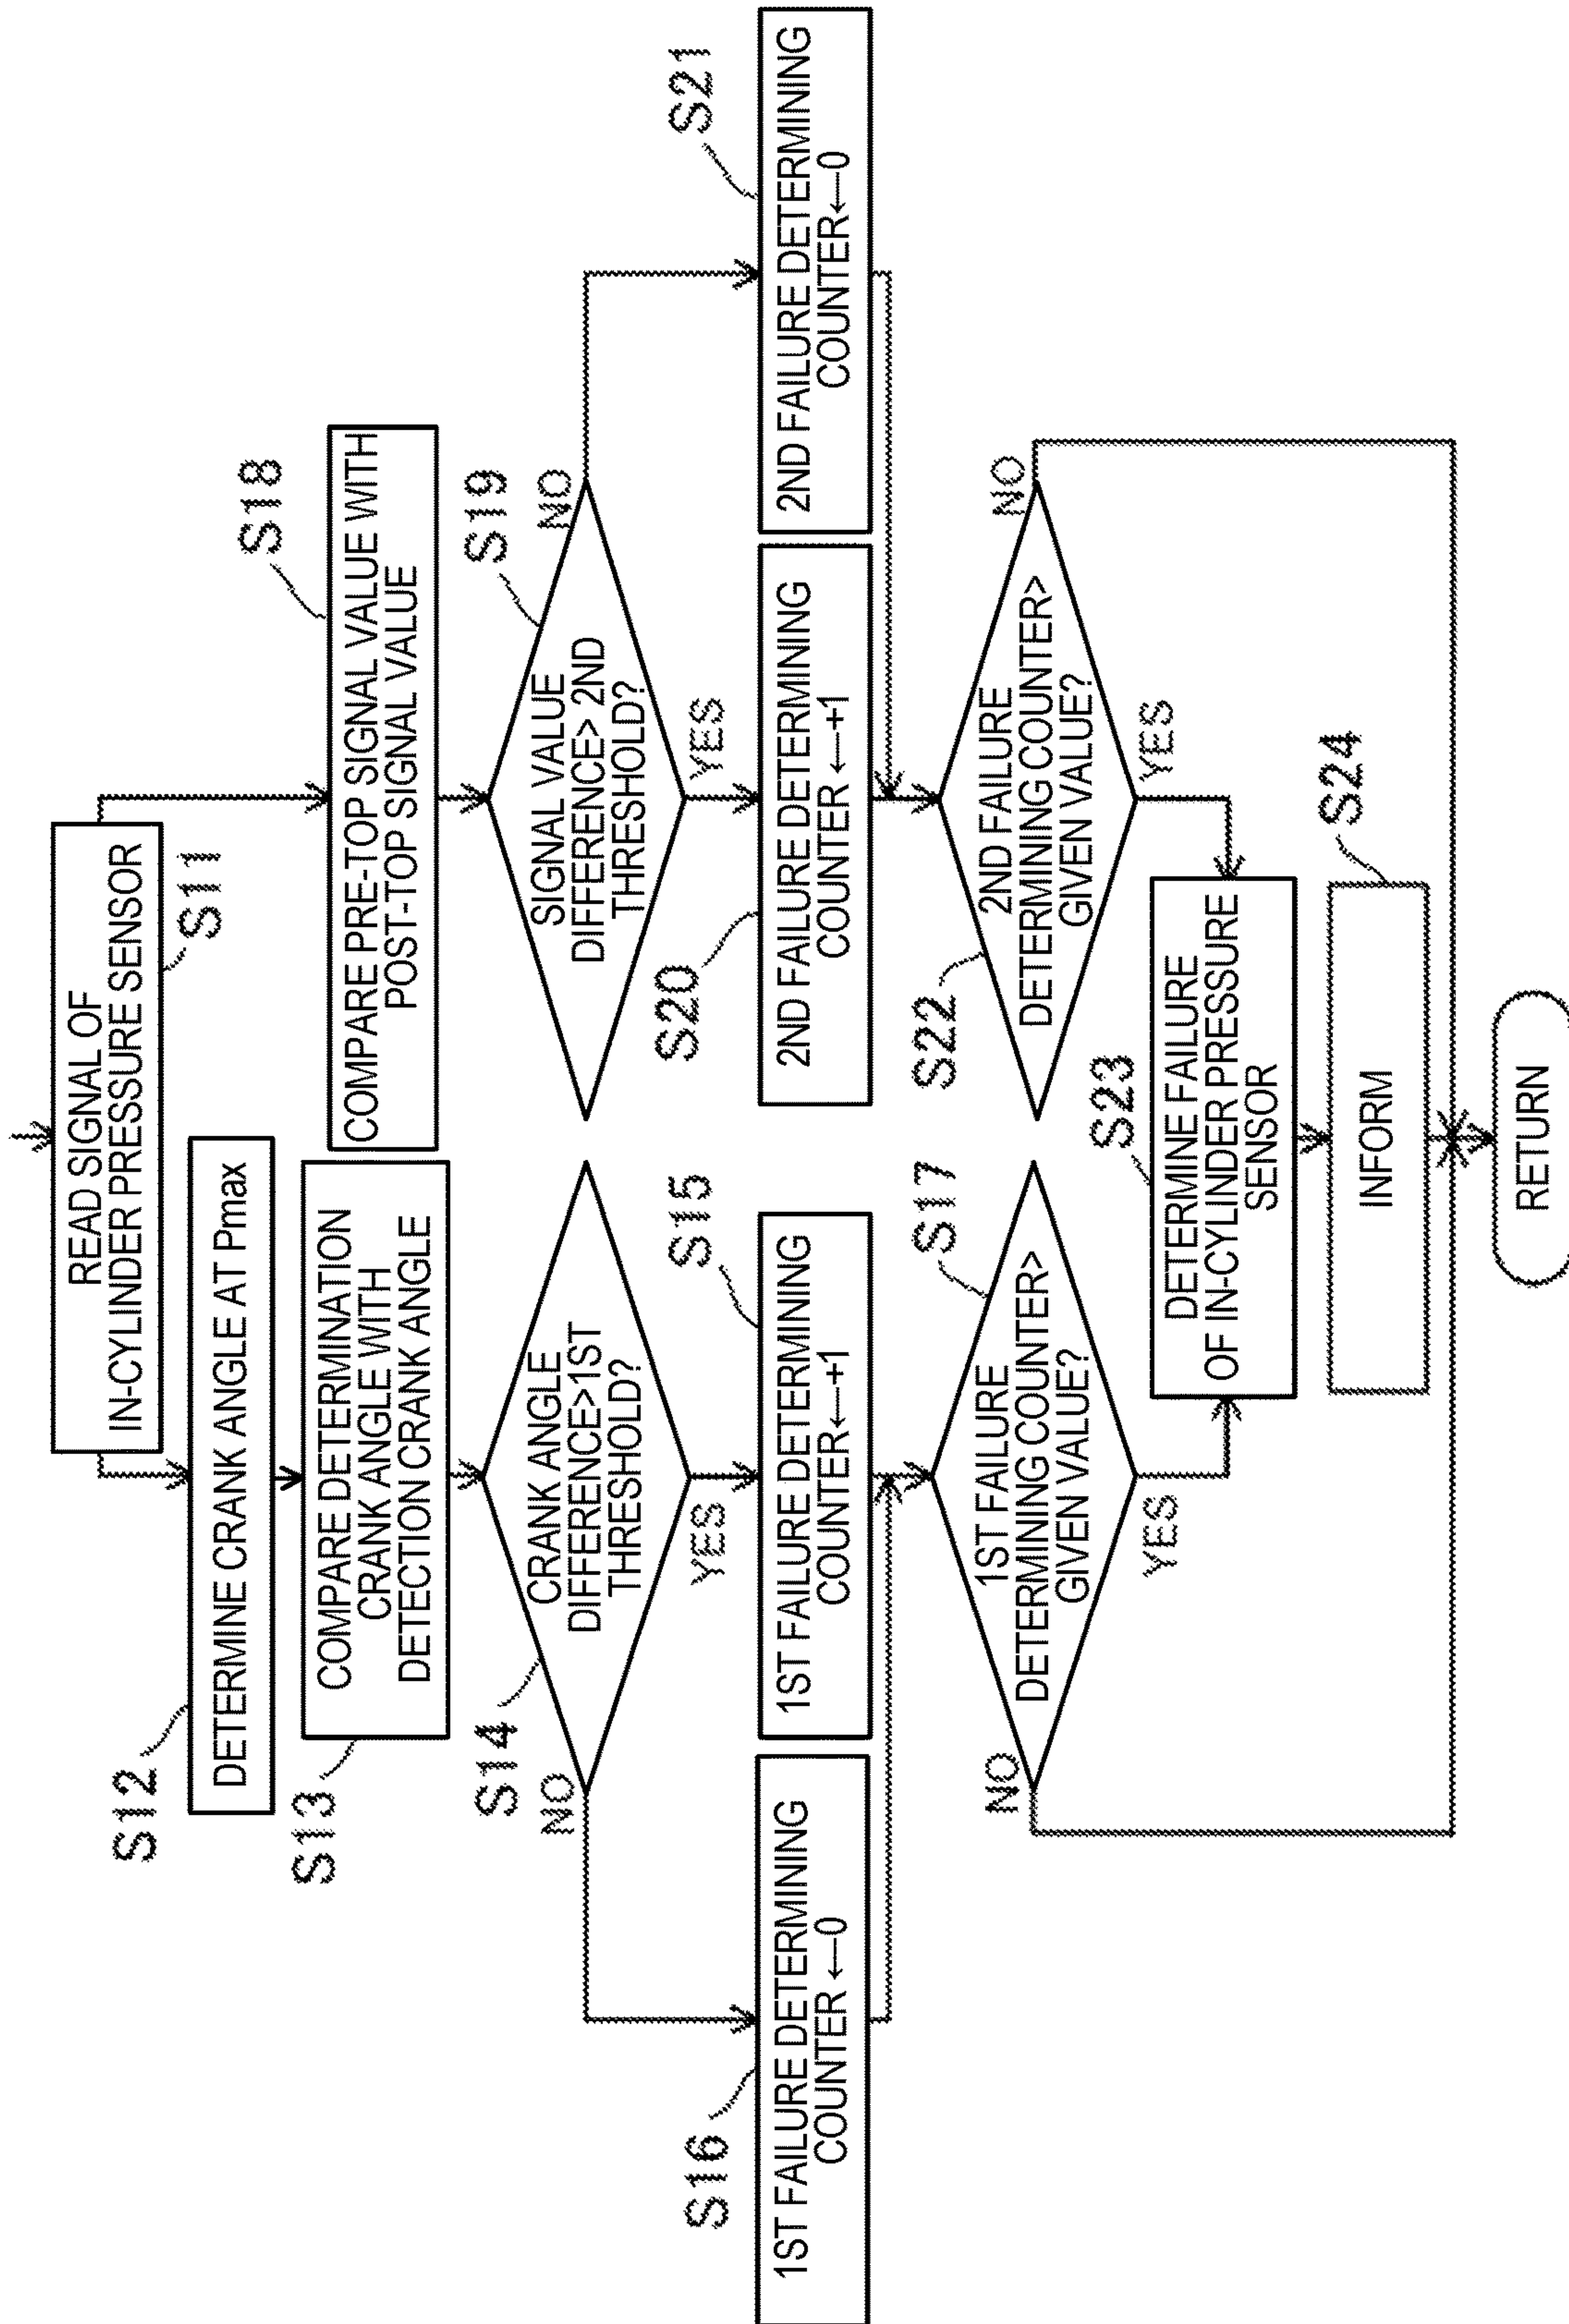 READ SIGNAL OF
IN-CYLINDER PRESSURE SENSOR
S11
S12
DETERMINE CRANK ANGLE AT Pmax
S13
COMPARE DETERMINATION
CRANK ANGLE WITH
DETECTION CRANK ANGLE
S18
COMPARE PRE-TOP SIGNAL VALUE WITH
POST-TOP SIGNAL VALUE
S14
CRANK ANGLE
DIFFERENCE>1ST
THRESHOLD?
NO
YES
S19
SIGNAL VALUE
DIFFERENCE> 2ND
THRESHOLD?
NO
YES
S16
1ST FAILURE DETERMINING
COUNTER ←0
S15
1ST FAILURE DETERMINING
COUNTER←+1
S20
2ND FAILURE DETERMINING
COUNTER ←+1
S21
2ND FAILURE DETERMINING
COUNTER←0
S17
1ST FAILURE
DETERMINING COUNTER>
GIVEN VALUE?
NO
YES
S22
2ND FAILURE
DETERMINING COUNTER>
GIVEN VALUE?
NO
YES
S23
DETERMINE FAILURE
OF IN-CYLINDER PRESSURE
SENSOR
S24
INFORM
RETURN